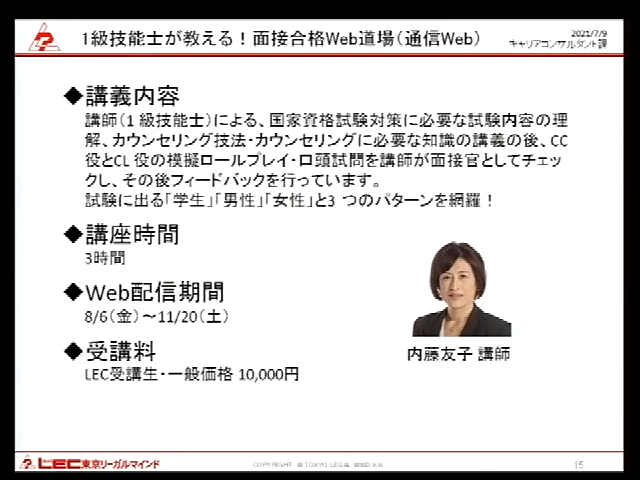 1級技能士が教える！面接合格Web道場（通信Web）
2021/7/9
キャリアコンサルタント課
◆講義内容
講師（１級技能士）による、国家資格試験対策に必要な試験内容の理
解、カウンセリング技法・カウンセリングに必要な知識の講義の後、CC
役とCL 役の模擬ロールプレイ・口頭試問を講師が面接官としてチェッ
クし、その後フィードバックを行っています。
試験に出る「学生」「男性」「女性」と3 つのパターンを網羅！
◆講座時間
3時間
◆Web配信期間
8/6（金）～11/20（土）
◆受講料
LEC受講生・一般価格 10,000円
内藤友子 講師
LEC東京リーガルマインド
COPYRIGHT @ TOKYO LEGAL MIND K.K
15